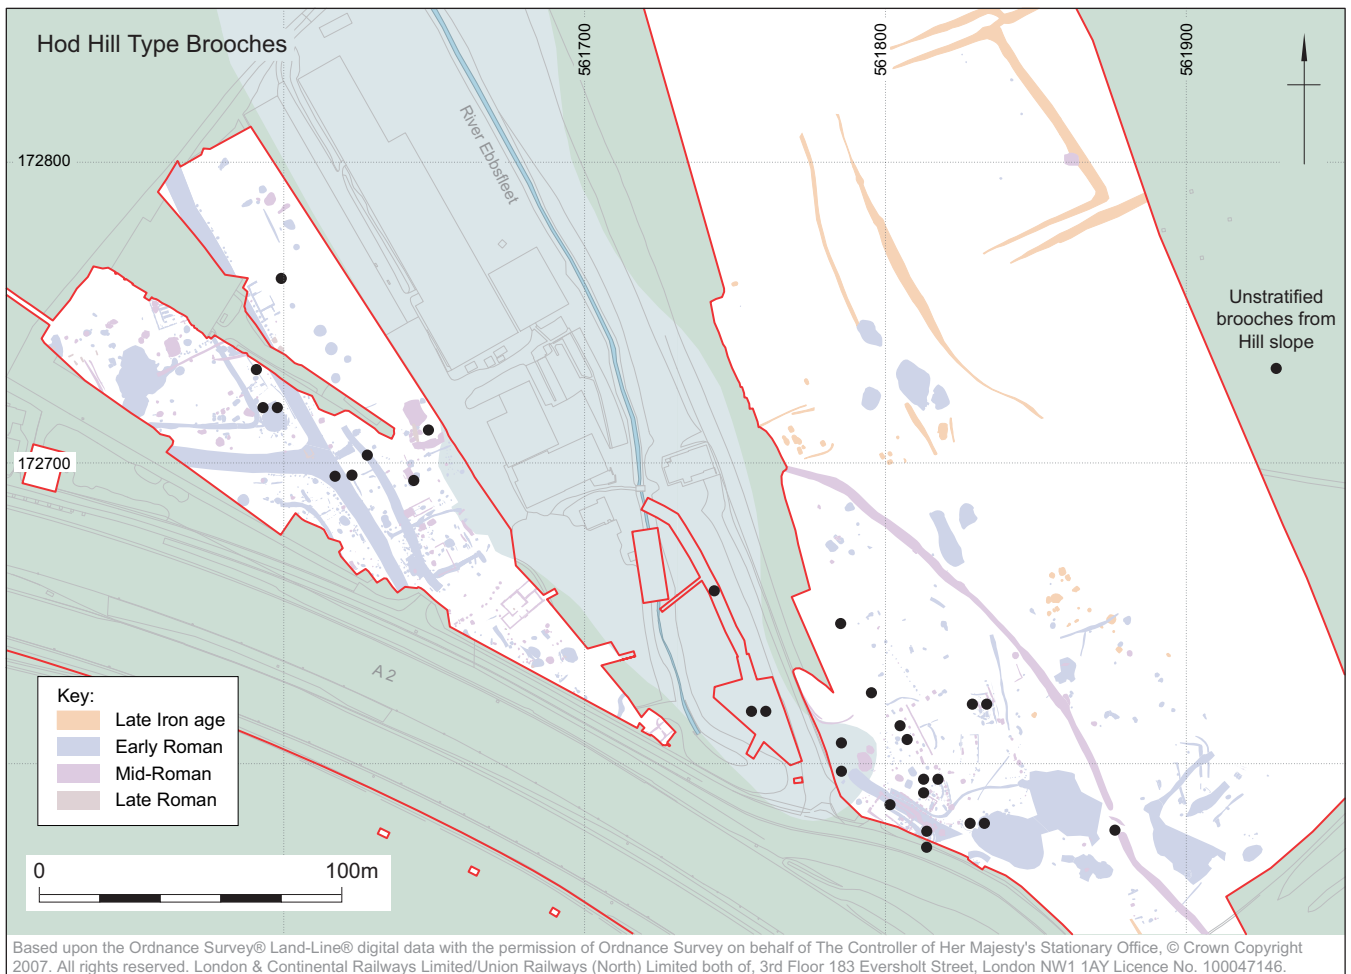 Hod Hill Type Brooches
561700
561800
561900
172800
River Ebbsfleet
Unstratified
brooches from
Hill slope
172700
A 2
Key:
Late Iron age
Early Roman
Mid-Roman
Late Roman
0
100m
Based upon the Ordnance Survey® Land-Line® digital data with the permission of Ordnance Survey on behalf of The Controller of Her Majesty's Stationary Office, © Crown Copyright
2007. All rights reserved. London & Continental Railways Limited/Union Railways (North) Limited both of, 3rd Floor 183 Eversholt Street, London NW1 1AY Licence No. 100047146.